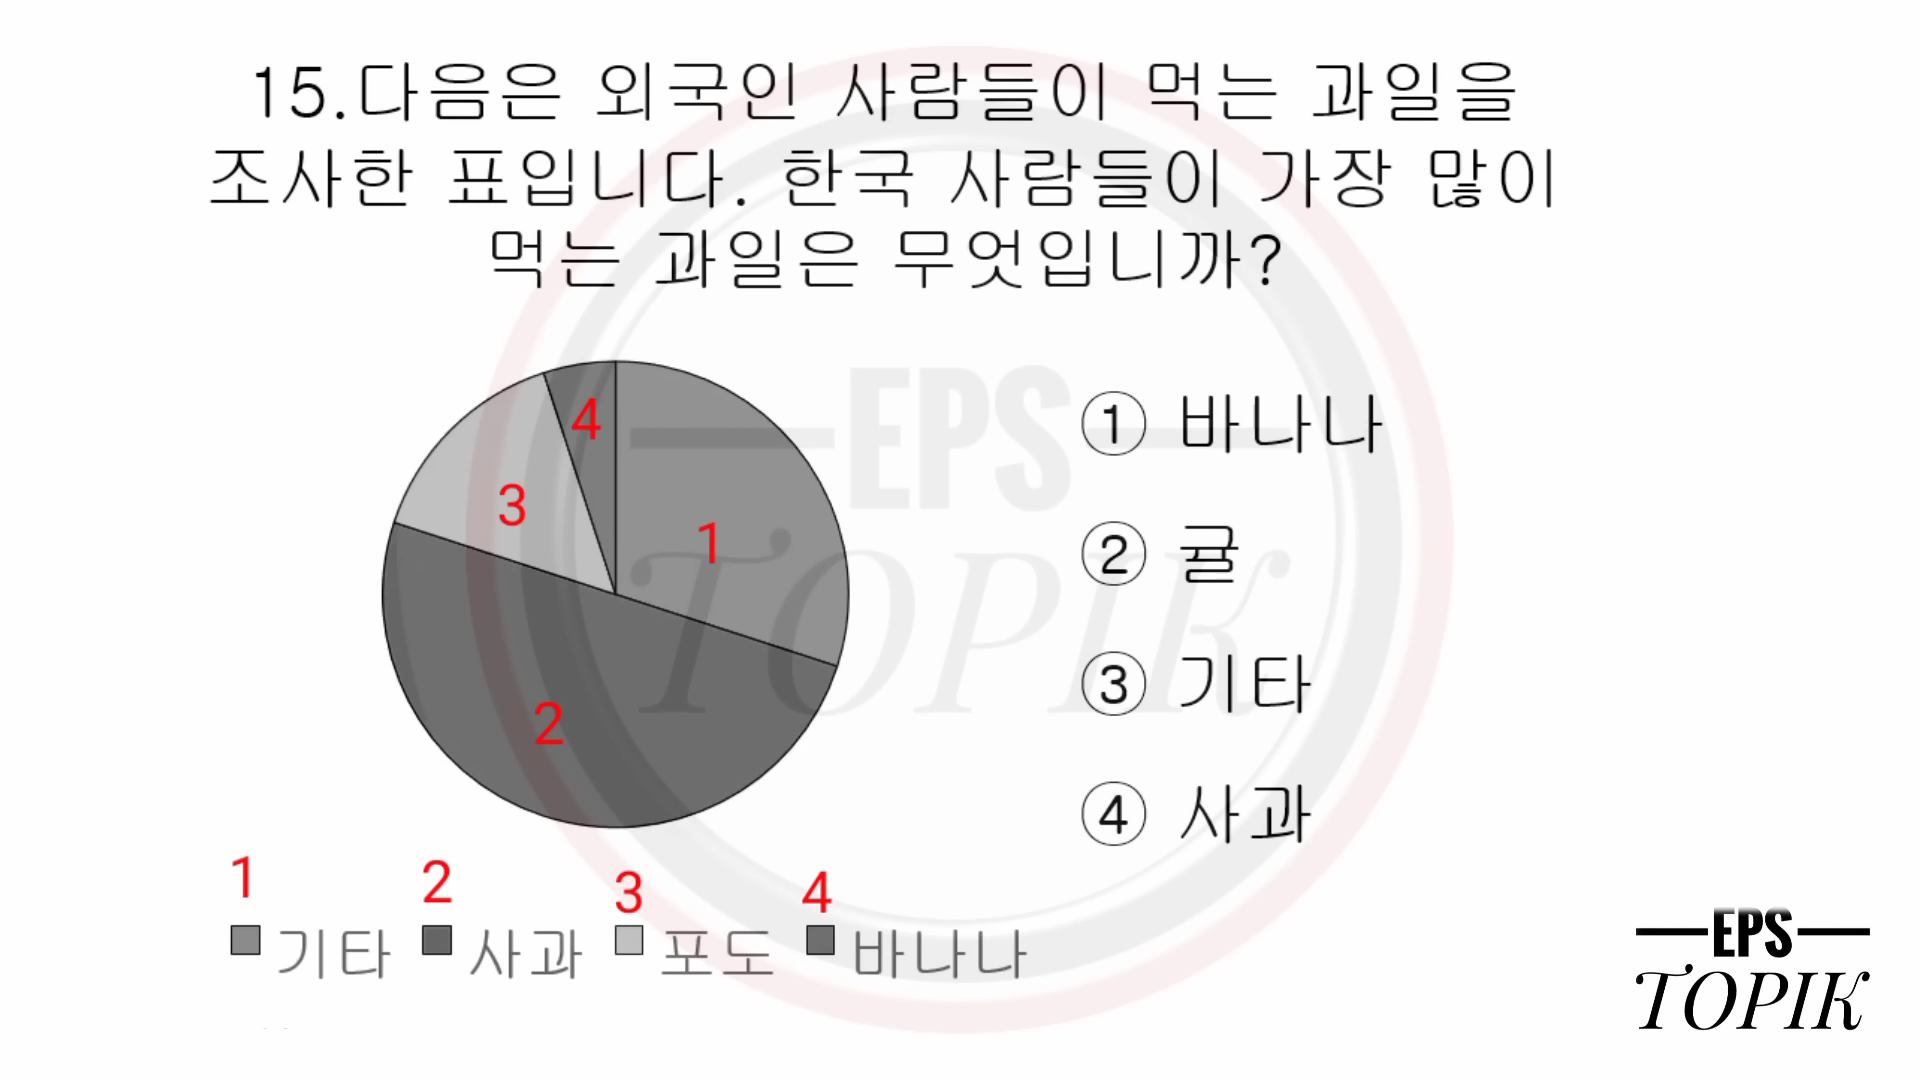 15.다음은 외국인 사람들이 먹는 과일을
조사한 표입니다. 한국 사람들이 가장 많이
먹는 과일은 무엇입니까?
EPS
TOPIK
4
3
1
2
① 바나나
② 귤
③ 기타
④ 사과
1 2 3 4
기타 사과 포도 바나나
EPS
TOPIK